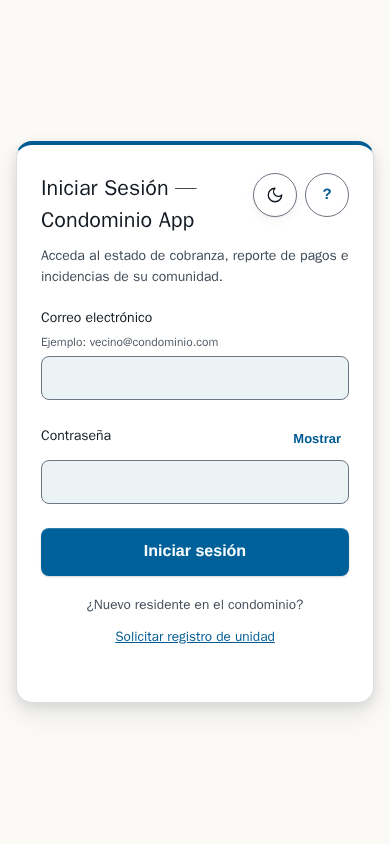 Iniciar Sesión —
Condominio App
?
Acceda al estado de cobranza, reporte de pagos e
incidencias de su comunidad.
Correo electrónico
Ejemplo: vecino@condominio.com
Contraseña
Mostrar
Iniciar sesión
¿Nuevo residente en el condominio?
Solicitar registro de unidad